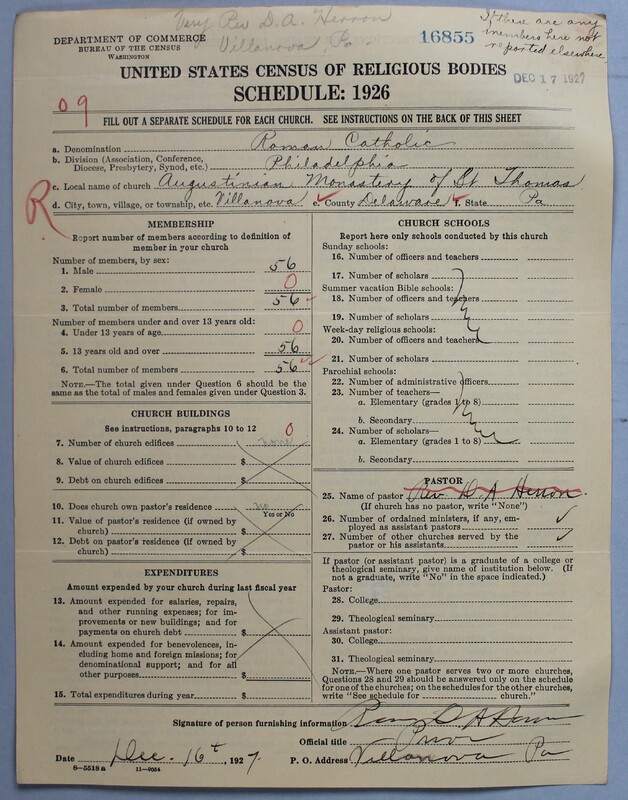 Very Rev D. A. Herron
Villanova, Pa.
If there are any
members here not
reported elsewhere
16855
DEC 17 1927
DEPARTMENT OF COMMERCE
BUREAU OF THE CENSUS
WASHINGTON
UNITED STATES CENSUS OF RELIGIOUS BODIES
SCHEDULE: 1926
09
FILL OUT A SEPARATE SCHEDULE FOR EACH CHURCH. SEE INSTRUCTIONS ON THE BACK OF THIS SHEET
a. Denomination Roman Catholic
b. Division (Association, Conference, Diocese, Presbytery, Synod, etc.) Philadelphia
c. Local name of church Augustinian Monastery of St Thomas
R
d. City, town, village, or township, etc. Villanova e. County Delaware f. State Pa
MEMBERSHIP
Report number of members according to definition of
member in your church
Number of members, by sex:
1. Male 56
2. Female 0
3. Total number of members 56
Number of members under and over 13 years old:
4. Under 13 years of age 0
5. 13 years old and over 56
6. Total number of members 56
NOTE.—The total given under Question 6 should be
the same as the total of males and females given under Question 3.
CHURCH BUILDINGS
See instructions, paragraphs 10 to 12 0
7. Number of church edifices none
8. Value of church edifices $
9. Debt on church edifices $
10. Does church own pastor's residence no
Yes or No
11. Value of pastor's residence (if owned by
church) $
12. Debt on pastor's residence (if owned by
church) $
EXPENDITURES
Amount expended by your church during last fiscal year
13. Amount expended for salaries, repairs,
and other running expenses; for im-
provements or new buildings; and for
payments on church debt $
14. Amount expended for benevolences, in-
cluding home and foreign missions; for
denominational support; and for all
other purposes $
15. Total expenditures during year $
CHURCH SCHOOLS
Report here only schools conducted by this church
Sunday schools:
16. Number of officers and teachers
17. Number of scholars
Summer vacation Bible schools:
18. Number of officers and teachers
19. Number of scholars
Week-day religious schools:
20. Number of officers and teachers
21. Number of scholars
Parochial schools:
22. Number of administrative officers
23. Number of teachers—
a. Elementary (grades 1 to 8)
b. Secondary
24. Number of scholars—
a. Elementary (grades 1 to 8)
b. Secondary
PASTOR
25. Name of pastor Rev. D. A Herron
(If church has no pastor, write "None")
26. Number of ordained ministers, if any, em-
ployed as assistant pastors
27. Number of other churches served by the
pastor or his assistants
If pastor (or assistant pastor) is a graduate of a college or
theological seminary, give name of institution below. (If
not a graduate, write "No" in the space indicated.)
Pastor:
28. College
29. Theological seminary
Assistant pastor:
30. College
31. Theological seminary
NOTE.—Where one pastor serves two or more churches,
Questions 28 and 29 should be answered only on the schedule
for one of the churches; on the schedules for the other churches,
write "See schedule for church."
Signature of person furnishing information D A Herron
Official title Prior
Date Dec. 16th, 1927. P. O. Address Villanova Pa
8—5518a 11—9054